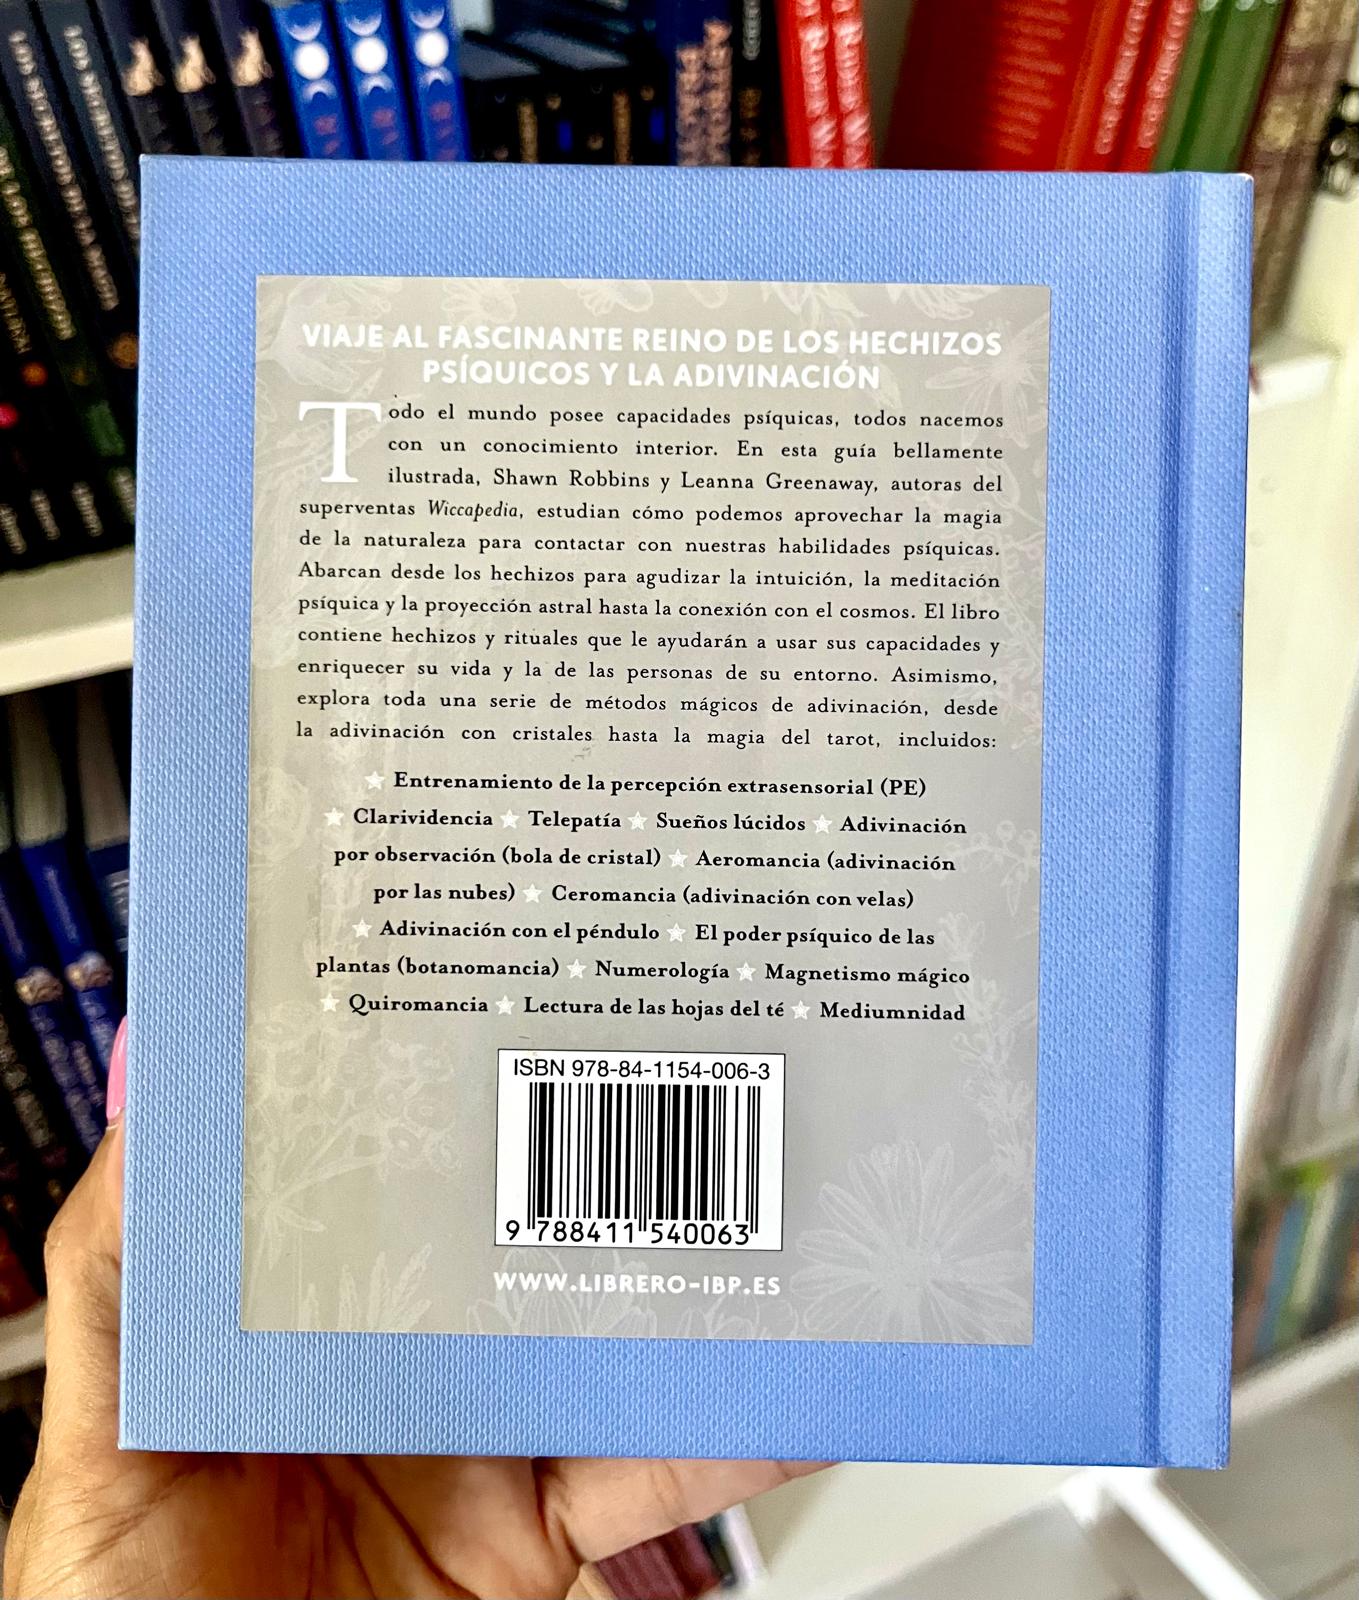 VIAJE AL FASCINANTE REINO DE LOS HECHIZOS
PSÍQUICOS Y LA ADIVINACIÓN
Todo el mundo posee capacidades psíquicas, todos nacemos
con un conocimiento interior. En esta guía bellamente
ilustrada, Shawn Robbins y Leanna Greenaway, autoras del
superventas Wiccapedia, estudian cómo podemos aprovechar la magia
de la naturaleza para contactar con nuestras habilidades psíquicas.
Abarcan desde los hechizos para agudizar la intuición, la meditación
psíquica y la proyección astral hasta la conexión con el cosmos. El libro
contiene hechizos y rituales que le ayudarán a usar sus capacidades y
enriquecer su vida y la de las personas de su entorno. Asimismo,
explora toda una serie de métodos mágicos de adivinación, desde
la adivinación con cristales hasta la magia del tarot, incluidos:
Entrenamiento de la percepción extrasensorial (PE)
Clarividencia Telepatía Sueños lúcidos Adivinación
por observación (bola de cristal) Aeromancia (adivinación
por las nubes) Ceromancia (adivinación con velas)
Adivinación con el péndulo El poder psíquico de las
plantas (botanomancia) Numerología Magnetismo mágico
Quiromancia Lectura de las hojas del té Mediumnidad
ISBN 978-84-1154-006-3
9 788411 540063
WWW.LIBRERO-IBP.ES